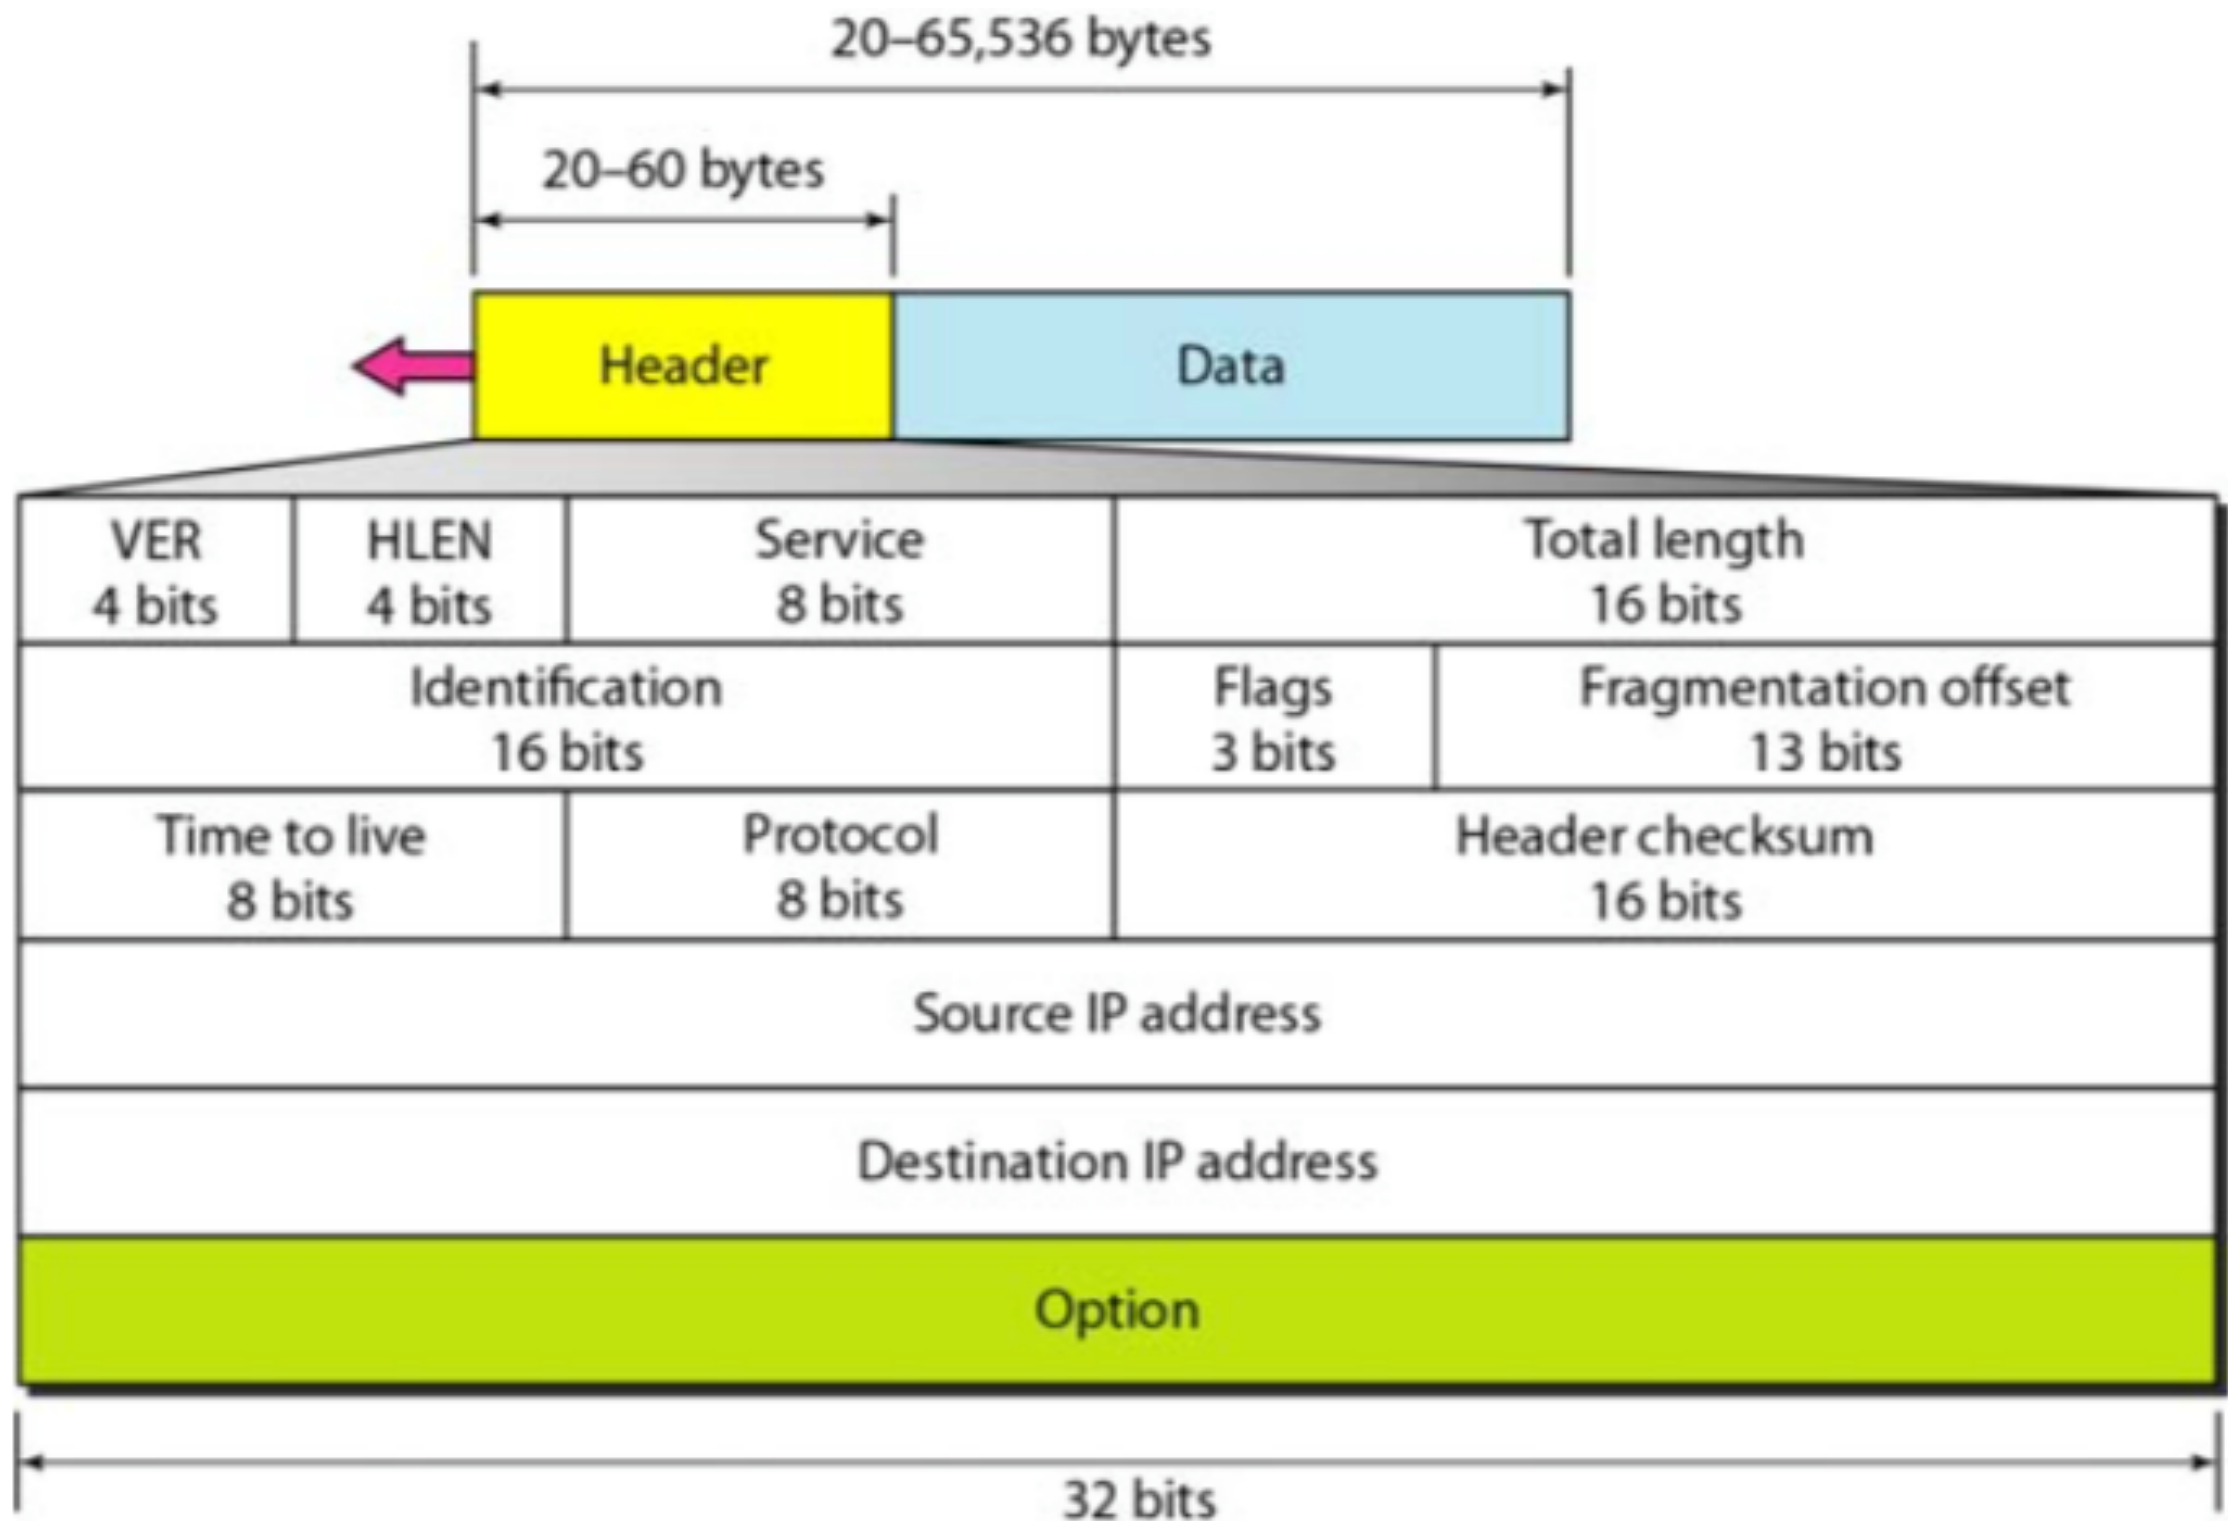 20–65,536 bytes
20–60 bytes
Header
Data
VER
4 bits
HLEN
4 bits
Service
8 bits
Total length
16 bits
Identification
16 bits
Flags
3 bits
Fragmentation offset
13 bits
Time to live
8 bits
Protocol
8 bits
Header checksum
16 bits
Source IP address
Destination IP address
Option
32 bits